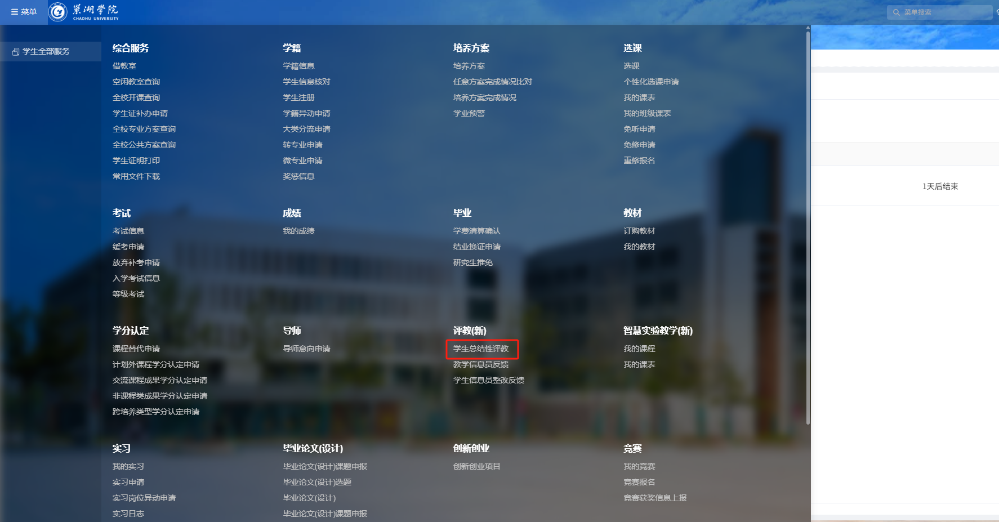 菜单
巢湖学院
CHAOHU UNIVERSITY
菜单搜索
学生全部服务
综合服务
借教室
空闲教室查询
全校开课查询
学生证补办申请
全校专业方案查询
全校公共方案查询
学生证明打印
常用文件下载
学籍
学籍信息
学生信息核对
学生注册
学籍异动申请
大类分流申请
转专业申请
微专业申请
奖惩信息
培养方案
培养方案
任意方案完成情况比对
培养方案完成情况
学业预警
选课
选课
个性化选课申请
我的课表
我的班级课表
免听申请
免修申请
重修报名
1天后结束
考试
考试信息
缓考申请
放弃补考申请
入学考试信息
等级考试
成绩
我的成绩
毕业
学费清算确认
结业换证申请
研究生推免
教材
订购教材
我的教材
学分认定
课程替代申请
计划外课程学分认定申请
交流课程成果学分认定申请
非课程类成果学分认定申请
跨培养类型学分认定申请
导师
导师意向申请
评教(新)
学生总结性评教
教学信息员反馈
学生信息员整改反馈
智慧实验教学(新)
我的课程
我的课表
实习
我的实习
实习申请
实习岗位异动申请
实习日志
毕业论文(设计)
毕业论文(设计)课题申报
毕业论文(设计)选题
毕业论文(设计)
毕业论文(设计)课题申报
创新创业
创新创业项目
竞赛
我的竞赛
竞赛报名
竞赛获奖信息上报